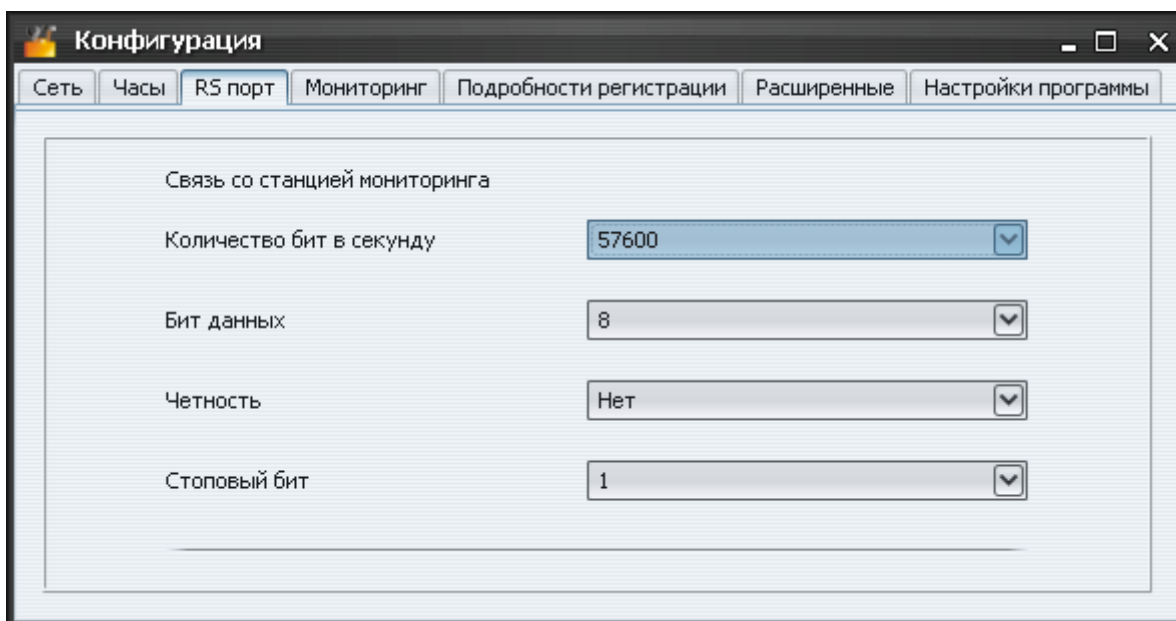 Конфигурация
Сеть Часы RS порт Мониторинг Подробности регистрации Расширенные Настройки программы
Связь со станцией мониторинга
Количество бит в секунду 57600
Бит данных 8
Четность Нет
Стоповый бит 1